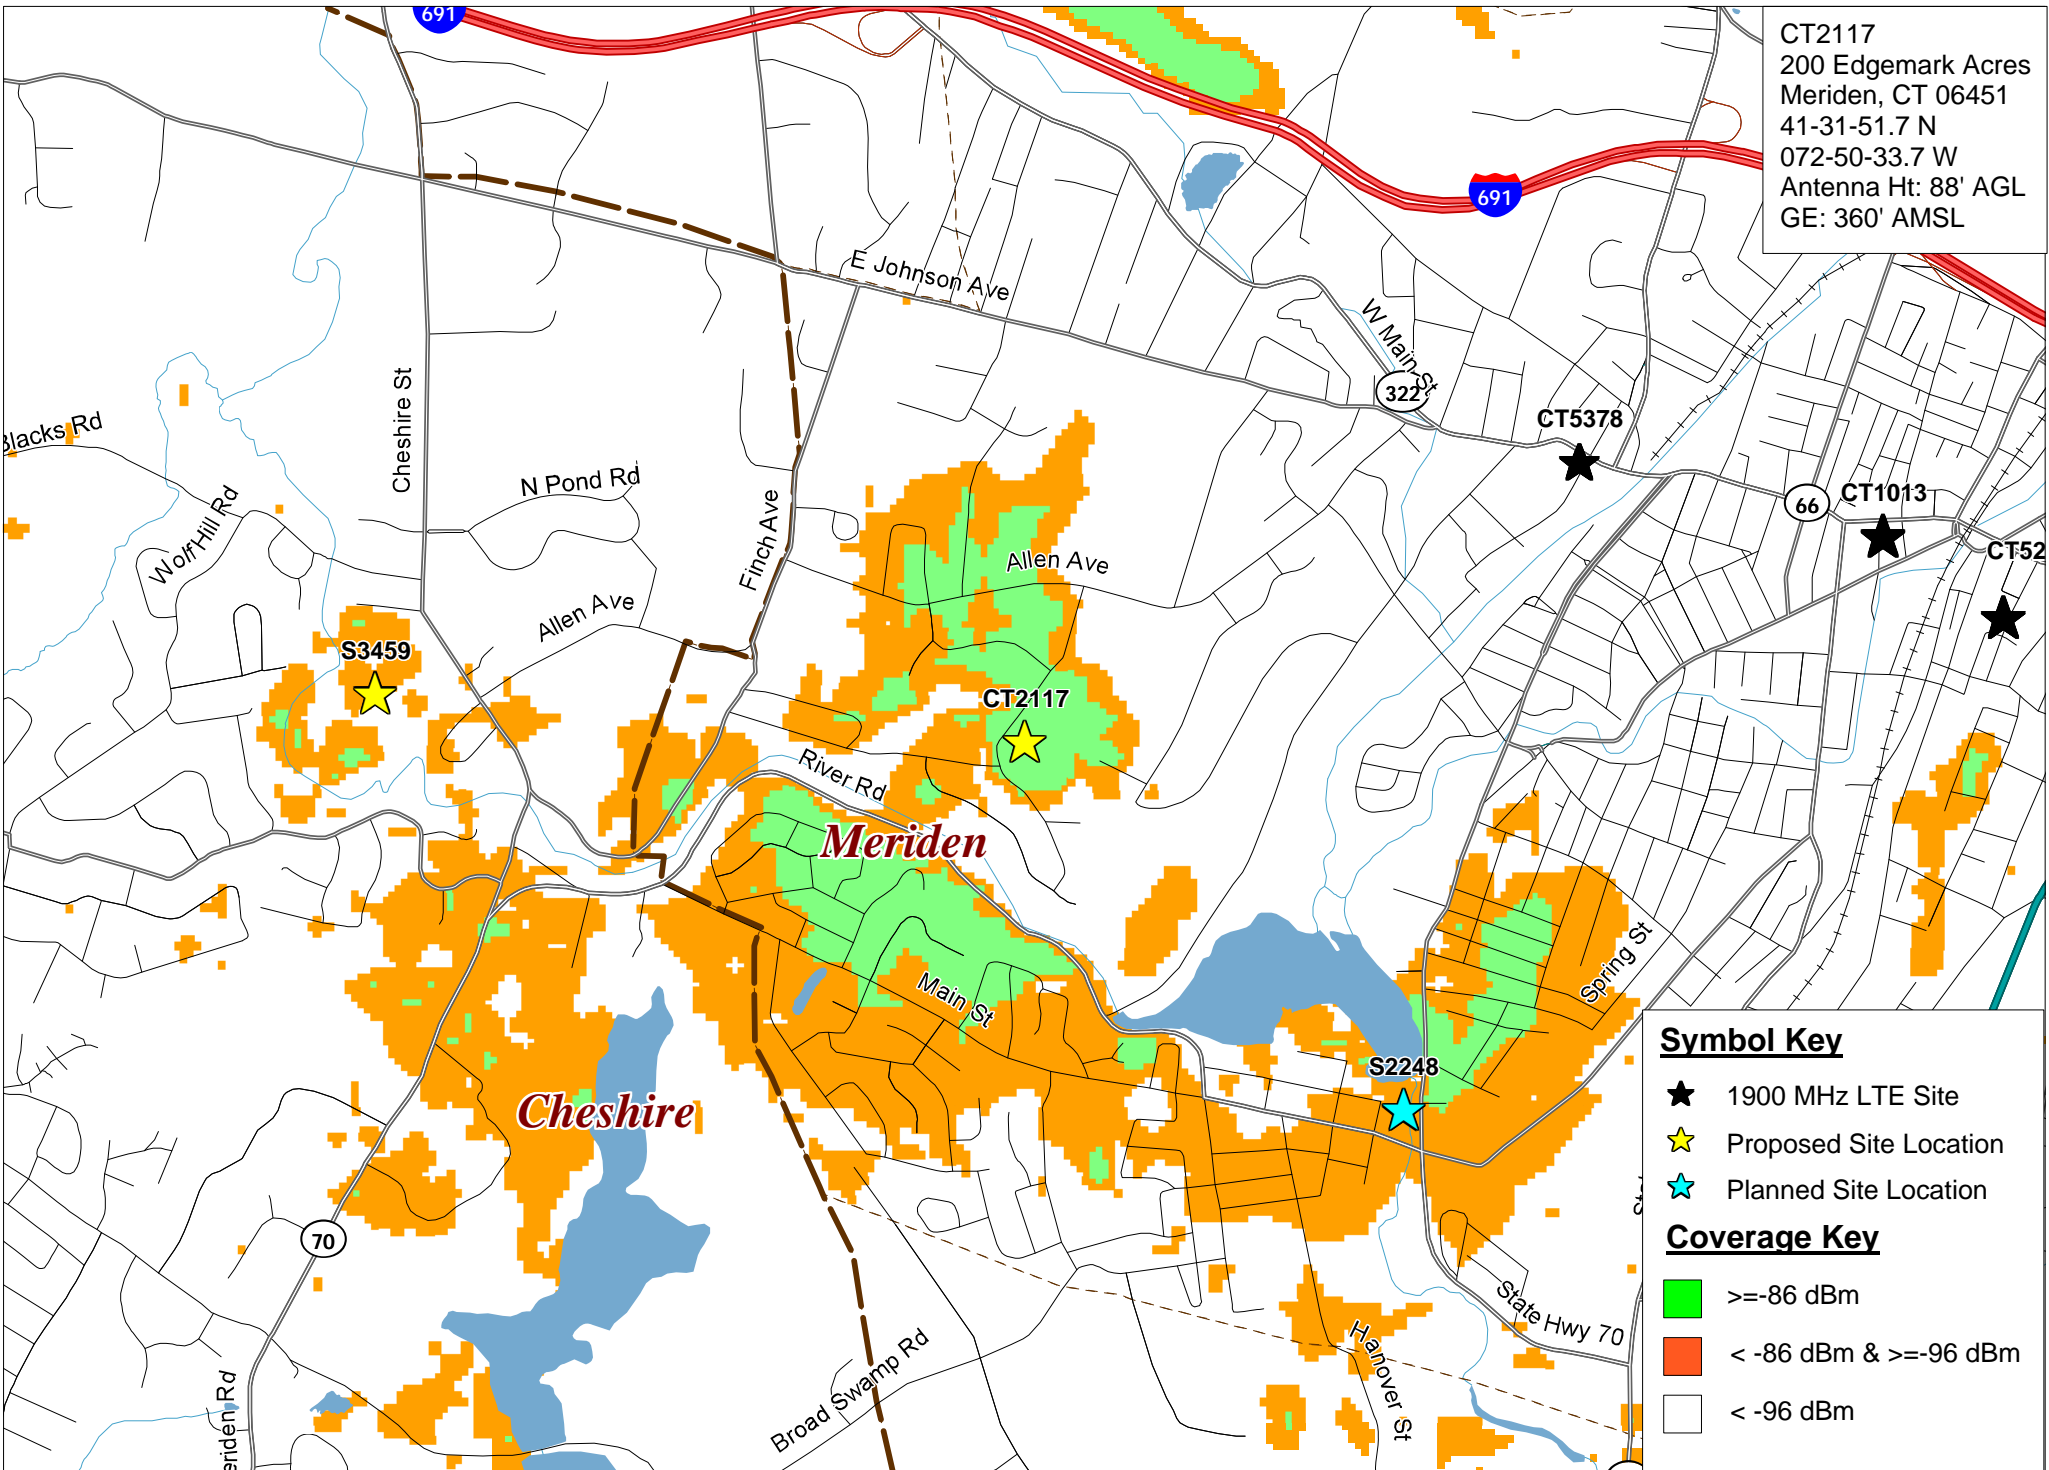 691
CT2117
200 Edgemark Acres
Meriden, CT 06451
41-31-51.7 N
072-50-33.7 W
Antenna Ht: 88' AGL
GE: 360' AMSL
691
E Johnson Ave
W Main St
322
CT5378
Blacks Rd
Cheshire St
N Pond Rd
Wolf Hill Rd
Finch Ave
Allen Ave
66
CT1013
CT52
Allen Ave
S3459
CT2117
River Rd
Meriden
Main St
Spring St
S2248
Cheshire
70
State Hwy 70
Hanover St
Broad Swamp Rd
eriden Rd
Symbol Key
1900 MHz LTE Site
Proposed Site Location
Planned Site Location
Coverage Key
>=-86 dBm
< -86 dBm & >=-96 dBm
< -96 dBm